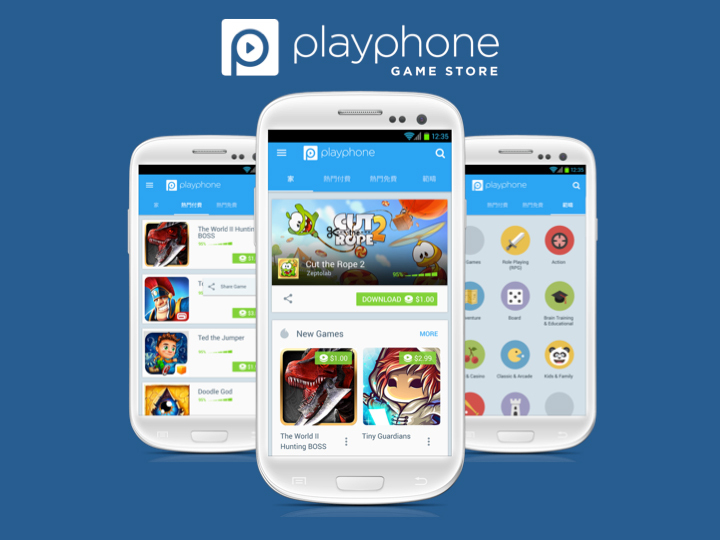 playphone
GAME STORE
12:35
playphone
家 熱門付費 熱門免費 範疇
CUT
THE
ROPE 2
Cut the Rope 2
Zeptolab
95%
DOWNLOAD $1.00
New Games
MORE
$1.00
$2.99
The World II
Hunting BOSS
Tiny Guardians
playphone
家 熱門付費 熱門免費
The World II Hunting
BOSS
Share Game
Ted the Jumper
Doodle God
12:35
playphone
熱門付費 熱門免費 範疇
Games
Role-Playing
(RPG)
Action
Board
Brain Training
& Educational
& Casino
Classic & Arcade
Kids & Family